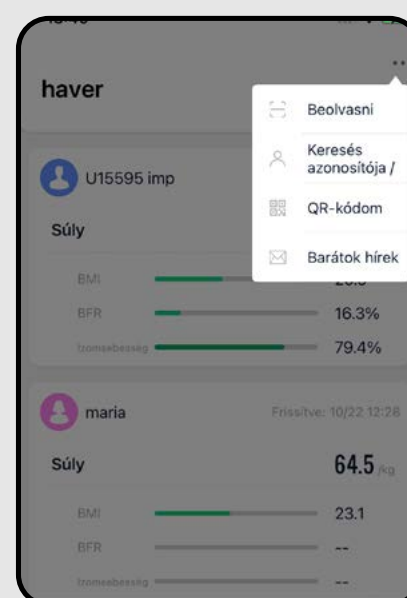 haver
Beolvasni
Keresés
azonosítója /
QR-kódom
Barátok hírek
U15595 imp
Súly
BMI
BFR
16.3%
Izomsebesség
79.4%
maria
Frissítve: 10/22 12:28
Súly
64.5 /kg
BMI
23.1
BFR
--
Izomsebesség
--